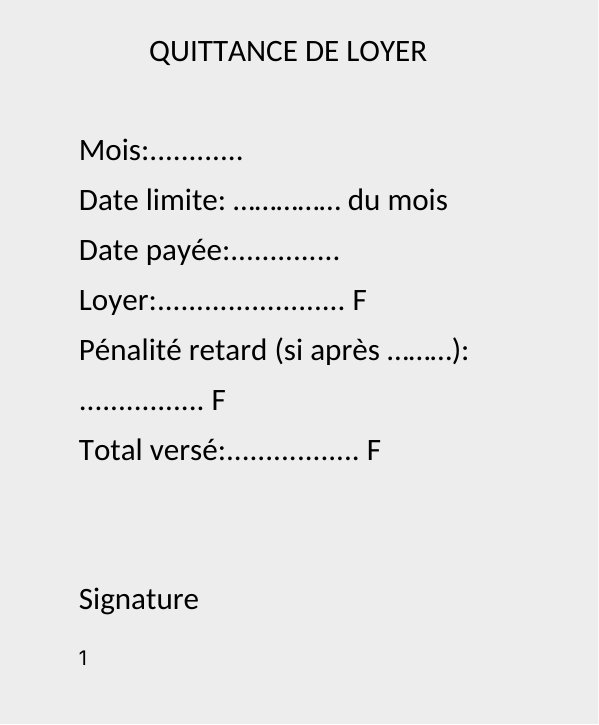 QUITTANCE DE LOYER
Mois:............
Date limite: …………… du mois
Date payée:..............
Loyer:........................ F
Pénalité retard (si après ………):
................ F
Total versé:................. F
Signature
1